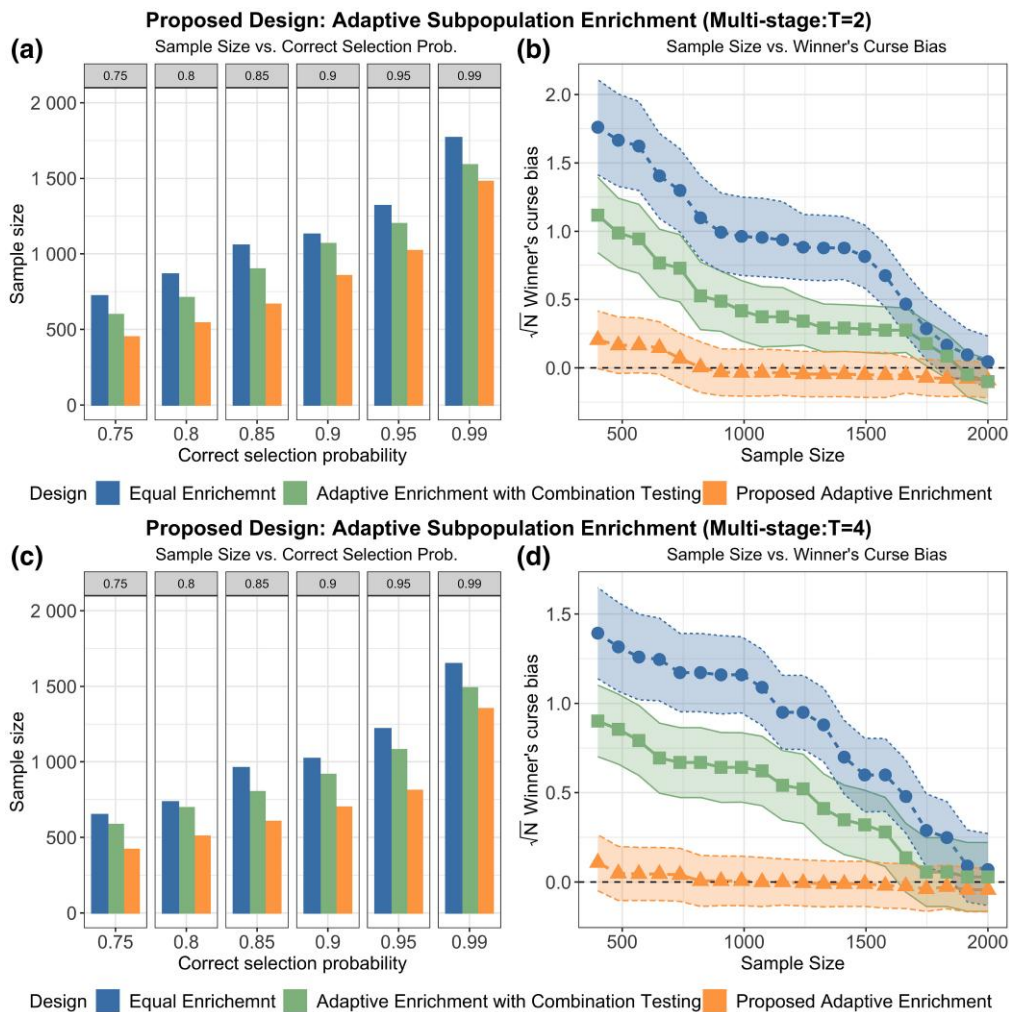 Proposed Design: Adaptive Subpopulation Enrichment (Multi-stage:T=2)
(a)
Sample Size vs. Correct Selection Prob.
0.75 0.8 0.85 0.9 0.95 0.99
2 000
1 500
1 000
500
0
Sample size
0.75 0.8 0.85 0.9 0.95 0.99
Correct selection probability
(b)
Sample Size vs. Winner's Curse Bias
2.0
1.5
1.0
0.5
0.0
√N Winner's curse bias
500 1000 1500 2000
Sample Size
Design Equal Enrichemnt Adaptive Enrichment with Combination Testing Proposed Adaptive Enrichment
Proposed Design: Adaptive Subpopulation Enrichment (Multi-stage:T=4)
(c)
Sample Size vs. Correct Selection Prob.
0.75 0.8 0.85 0.9 0.95 0.99
2 000
1 500
1 000
500
0
Sample size
0.75 0.8 0.85 0.9 0.95 0.99
Correct selection probability
(d)
Sample Size vs. Winner's Curse Bias
1.5
1.0
0.5
0.0
√N Winner's curse bias
500 1000 1500 2000
Sample Size
Design Equal Enrichemnt Adaptive Enrichment with Combination Testing Proposed Adaptive Enrichment